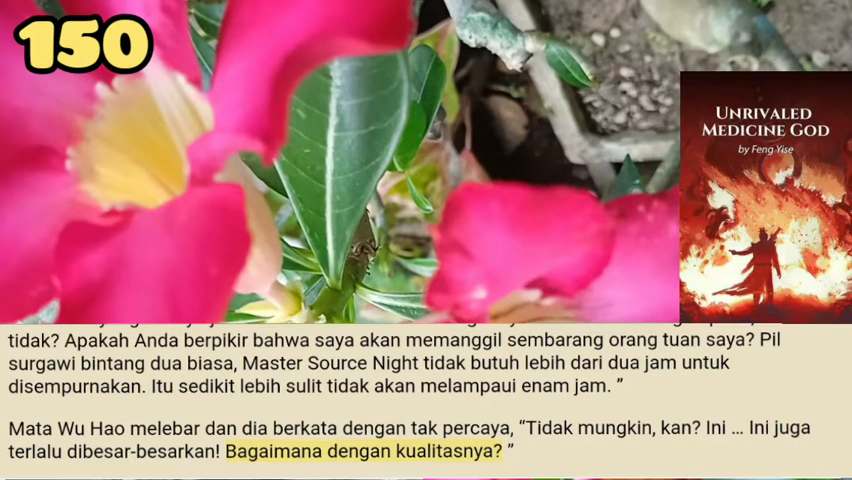 150
UNRIVALED
MEDICINE GOD
by Feng Yise
tidak? Apakah Anda berpikir bahwa saya akan memanggil sembarang orang tuan saya? Pil
surgawi bintang dua biasa, Master Source Night tidak butuh lebih dari dua jam untuk
disempurnakan. Itu sedikit lebih sulit tidak akan melampaui enam jam. ”
Mata Wu Hao melebar dan dia berkata dengan tak percaya, “Tidak mungkin, kan? Ini ... Ini juga
terlalu dibesar-besarkan! Bagaimana dengan kualitasnya? ”